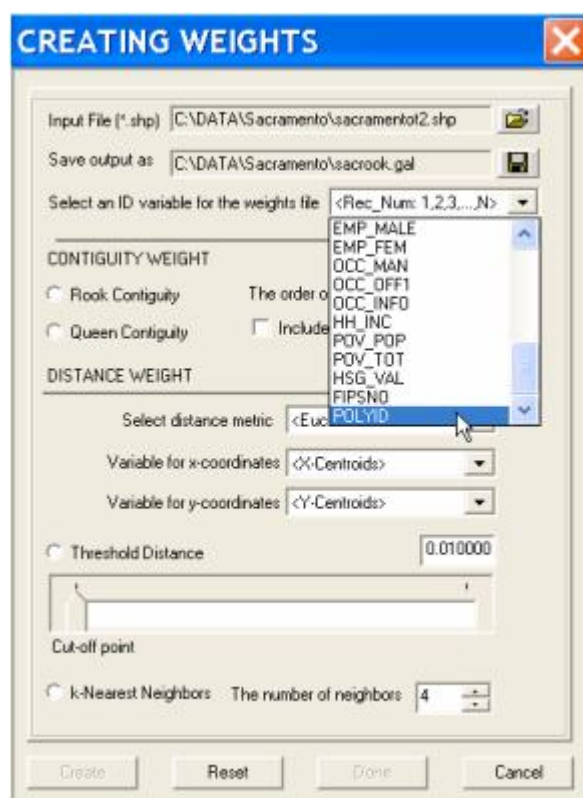 CREATING WEIGHTS
Input File (*.shp) C:\DATA\Sacramento\sacramentot2.shp
Save output as C:\DATA\Sacramento\sacrook.gal
Select an ID variable for the weights file <Rec_Num: 1,2,3,...,N>
EMP_MALE
EMP_FEM
OCC_MAN
OCC_OFF1
OCC_INFO
HH_INC
POV_POP
POV_TOT
HSG_VAL
FIPSNO
POLYID
CONTIGUITY WEIGHT
Rook Contiguity The order o
Queen Contiguity Include
DISTANCE WEIGHT
Select distance metric <Euc
Variable for x-coordinates <X-Centroids>
Variable for y-coordinates <Y-Centroids>
Threshold Distance 0.010000
Cut-off point
k-Nearest Neighbors The number of neighbors 4
Create Reset Done Cancel